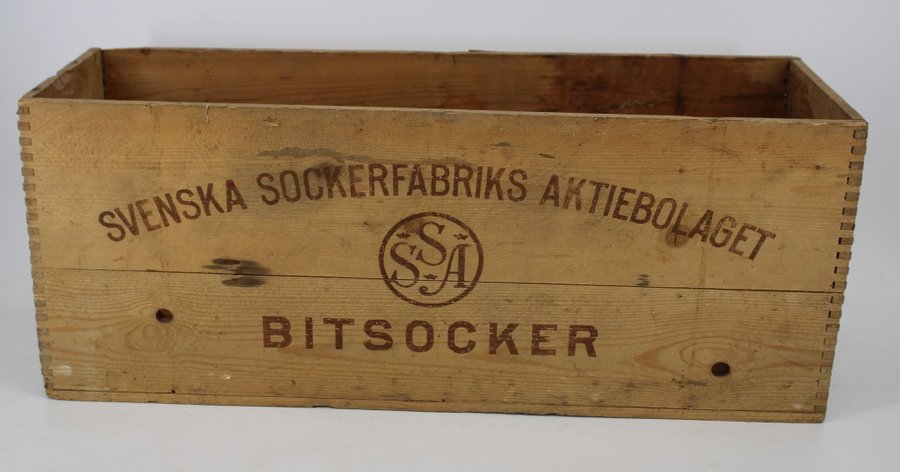 SVENSKA SOCKERFABRIKS AKTIEBOLAGET
SSA
BITSOCKER